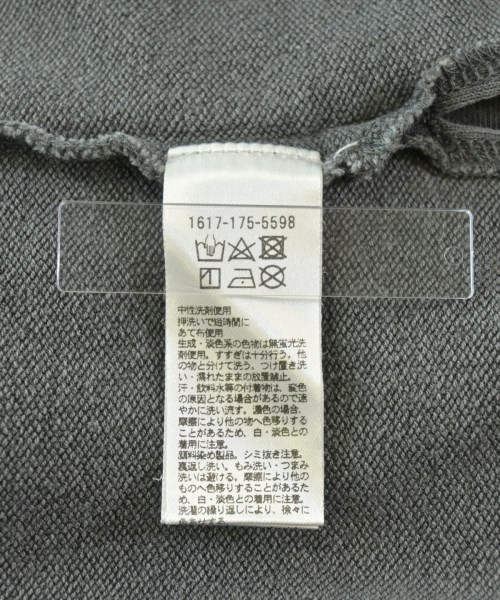 1617-175-5598
中性洗剤使用
押洗いで短時間に
あて布使用
生成・淡色系の色物は無蛍光洗
剤使用。すすぎは十分行う。他
の物と分けて洗う。つけ置き洗
い・濡れたままの放置禁止。
汗・飲料水等の付着物は、変色
の原因となる場合があるので速
やかに洗い流す。濃色の場合、
摩擦により他の物へ色移りする
ことがあるため、白・淡色との
着用に注意。
顔料染め製品。シミ抜き注意。
裏返し洗い。もみ洗い・つまみ
洗いは避ける。摩擦により他の
ものへ色移りすることがあるた
め、白・淡色との着用に注意。
洗濯の繰り返しにより、徐々に